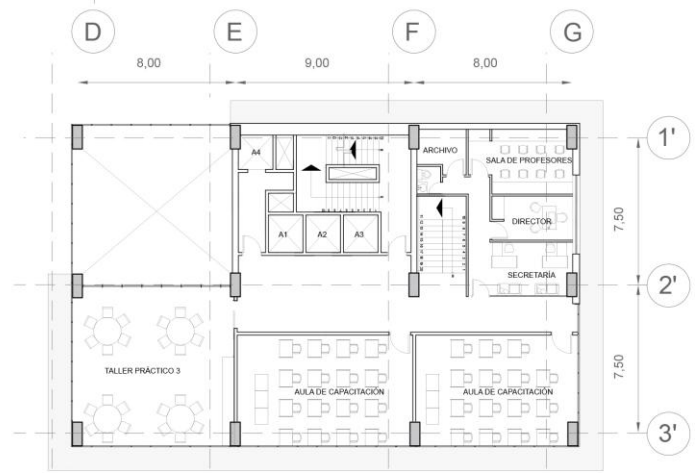 D E F G
8,00 9,00 8,00
1'
A4
ARCHIVO
SALA DE PROFESORES
7,50
DIRECTOR
A1 A2 A3
SECRETARÍA
2'
TALLER PRÁCTICO 3
7,50
AULA DE CAPACITACIÓN AULA DE CAPACITACIÓN
3'